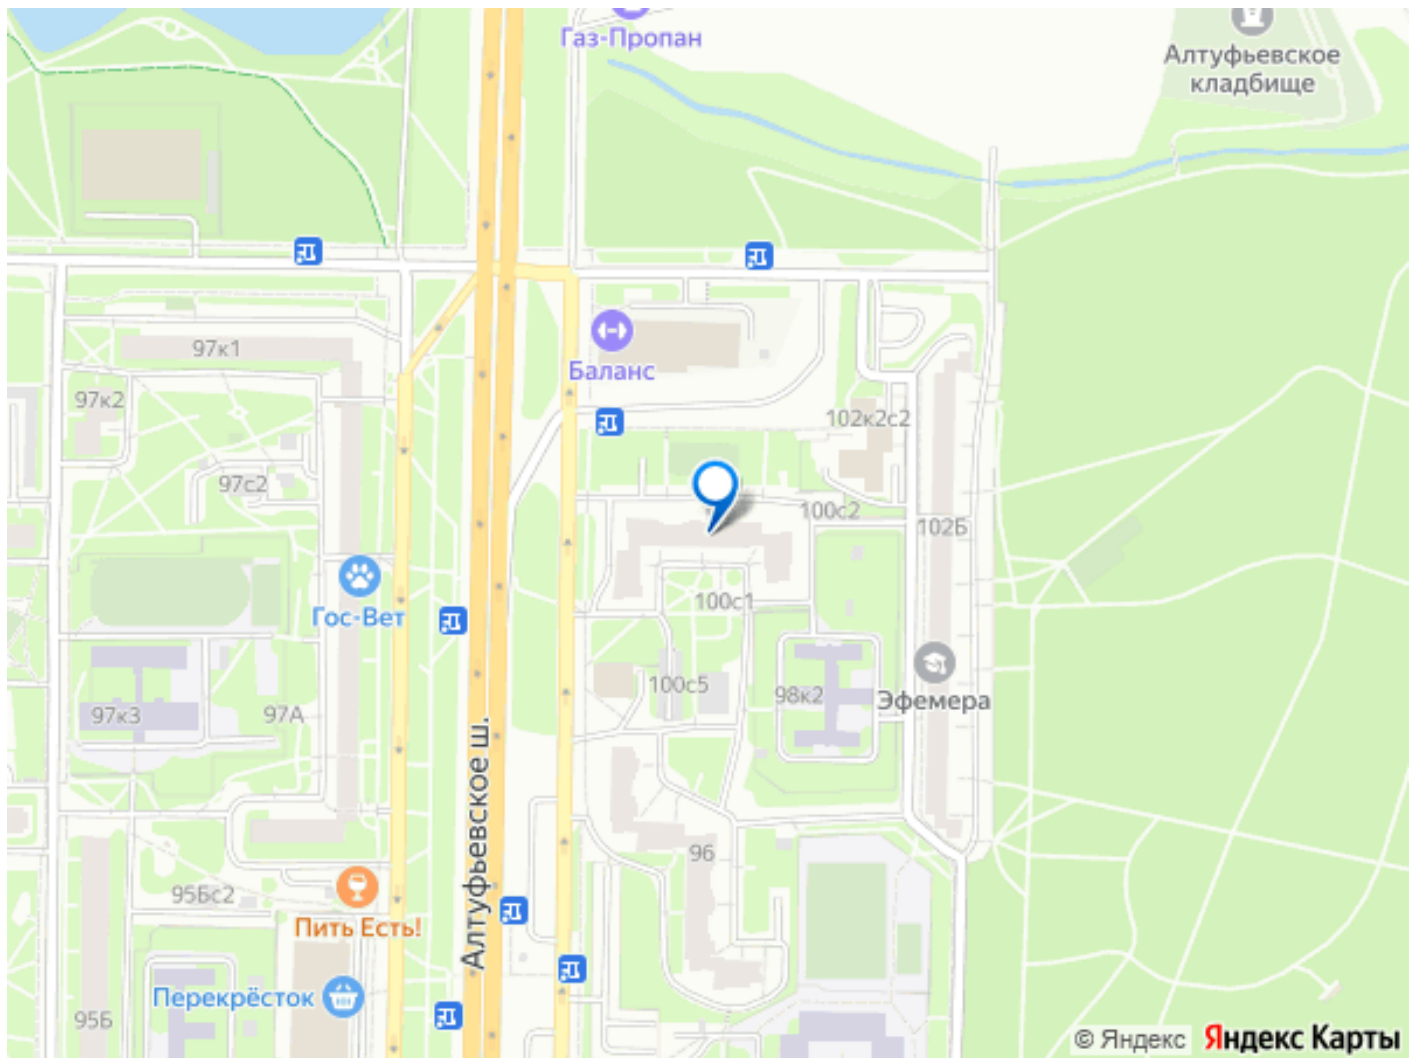 Газ-Пропан
Алтуфьевское
кладбище
97к1
Баланс
97к2
102к2с2
97с2
100с2
102Б
Гос-Вет
100с1
100с5
98к2
Эфемера
97к3
97А
Алтуфьевское ш.
96
95Бс2
Пить Есть!
Перекрёсток
95Б
© Яндекс Яндекс Карты